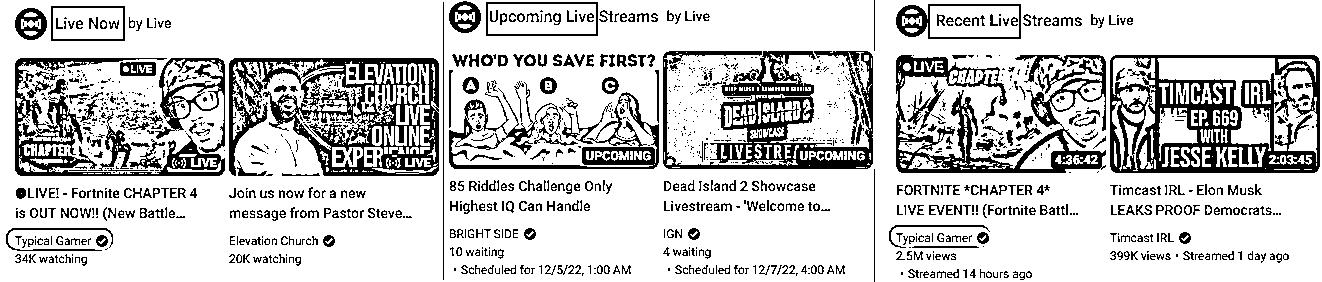 Live Now by Live
LIVE
CHAPTER
LIVE
LIVE! - Fortnite CHAPTER 4
is OUT NOW!! (New Battle...
Typical Gamer
34K watching
ELEVATION
CHURCH
LIVE
ONLINE
LIVE
Join us now for a new
message from Pastor Steve...
Elevation Church
20K watching
Upcoming Live Streams by Live
WHO'D YOU SAVE FIRST?
A B C
UPCOMING
85 Riddles Challenge Only
Highest IQ Can Handle
BRIGHT SIDE
10 waiting
• Scheduled for 12/5/22, 1:00 AM
DEAD ISLAND 2
SHOWCASE
UPCOMING
Dead Island 2 Showcase
Livestream - 'Welcome to...
IGN
4 waiting
• Scheduled for 12/7/22, 4:00 AM
Recent Live Streams by Live
LIVE
CHAPTER
4:36:42
FORTNITE *CHAPTER 4*
LIVE EVENT!! (Fortnite Battl...
Typical Gamer
2.5M views
• Streamed 14 hours ago
TIMCAST IRL
EP. 669
WITH
JESSE KELLY
2:03:45
Timcast IRL - Elon Musk
LEAKS PROOF Democrats...
Timcast IRL
399K views • Streamed 1 day ago